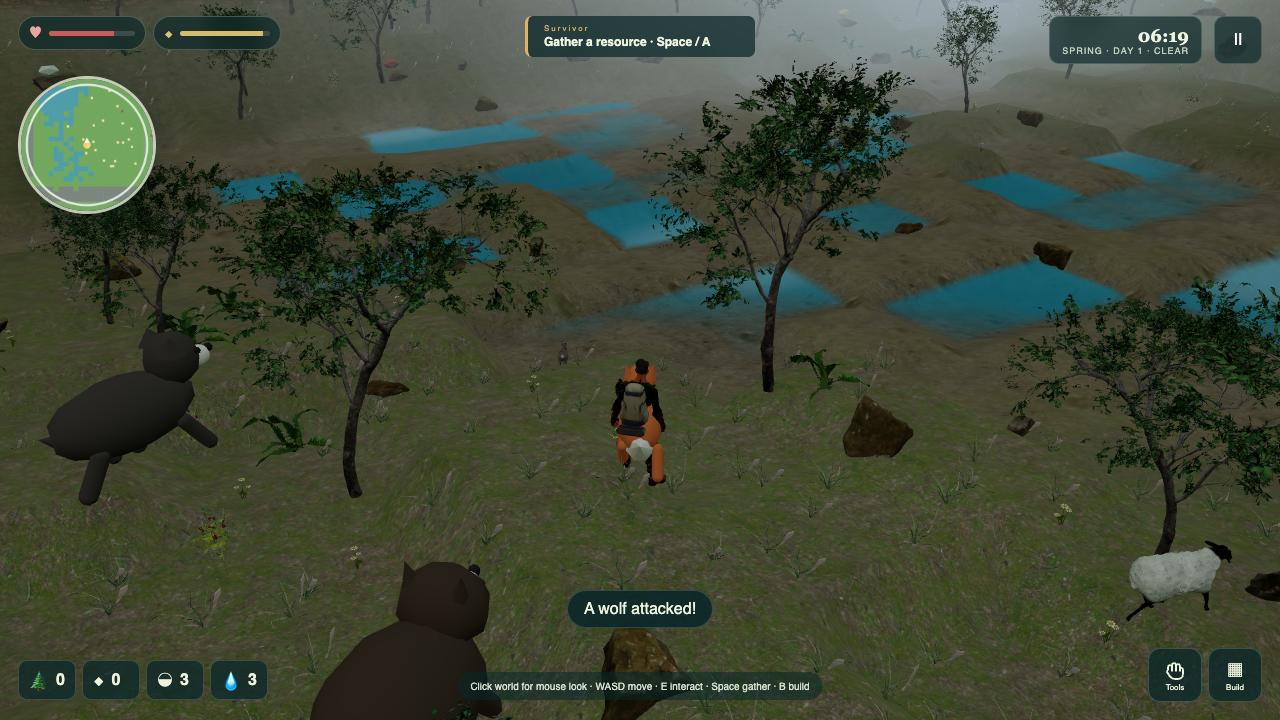 Survivor
Gather a resource · Space / A
06:19
SPRING · DAY 1 · CLEAR
A wolf attacked!
0
0
3
3
Click world for mouse look · WASD move · E interact · Space gather · B build
Tools
Build